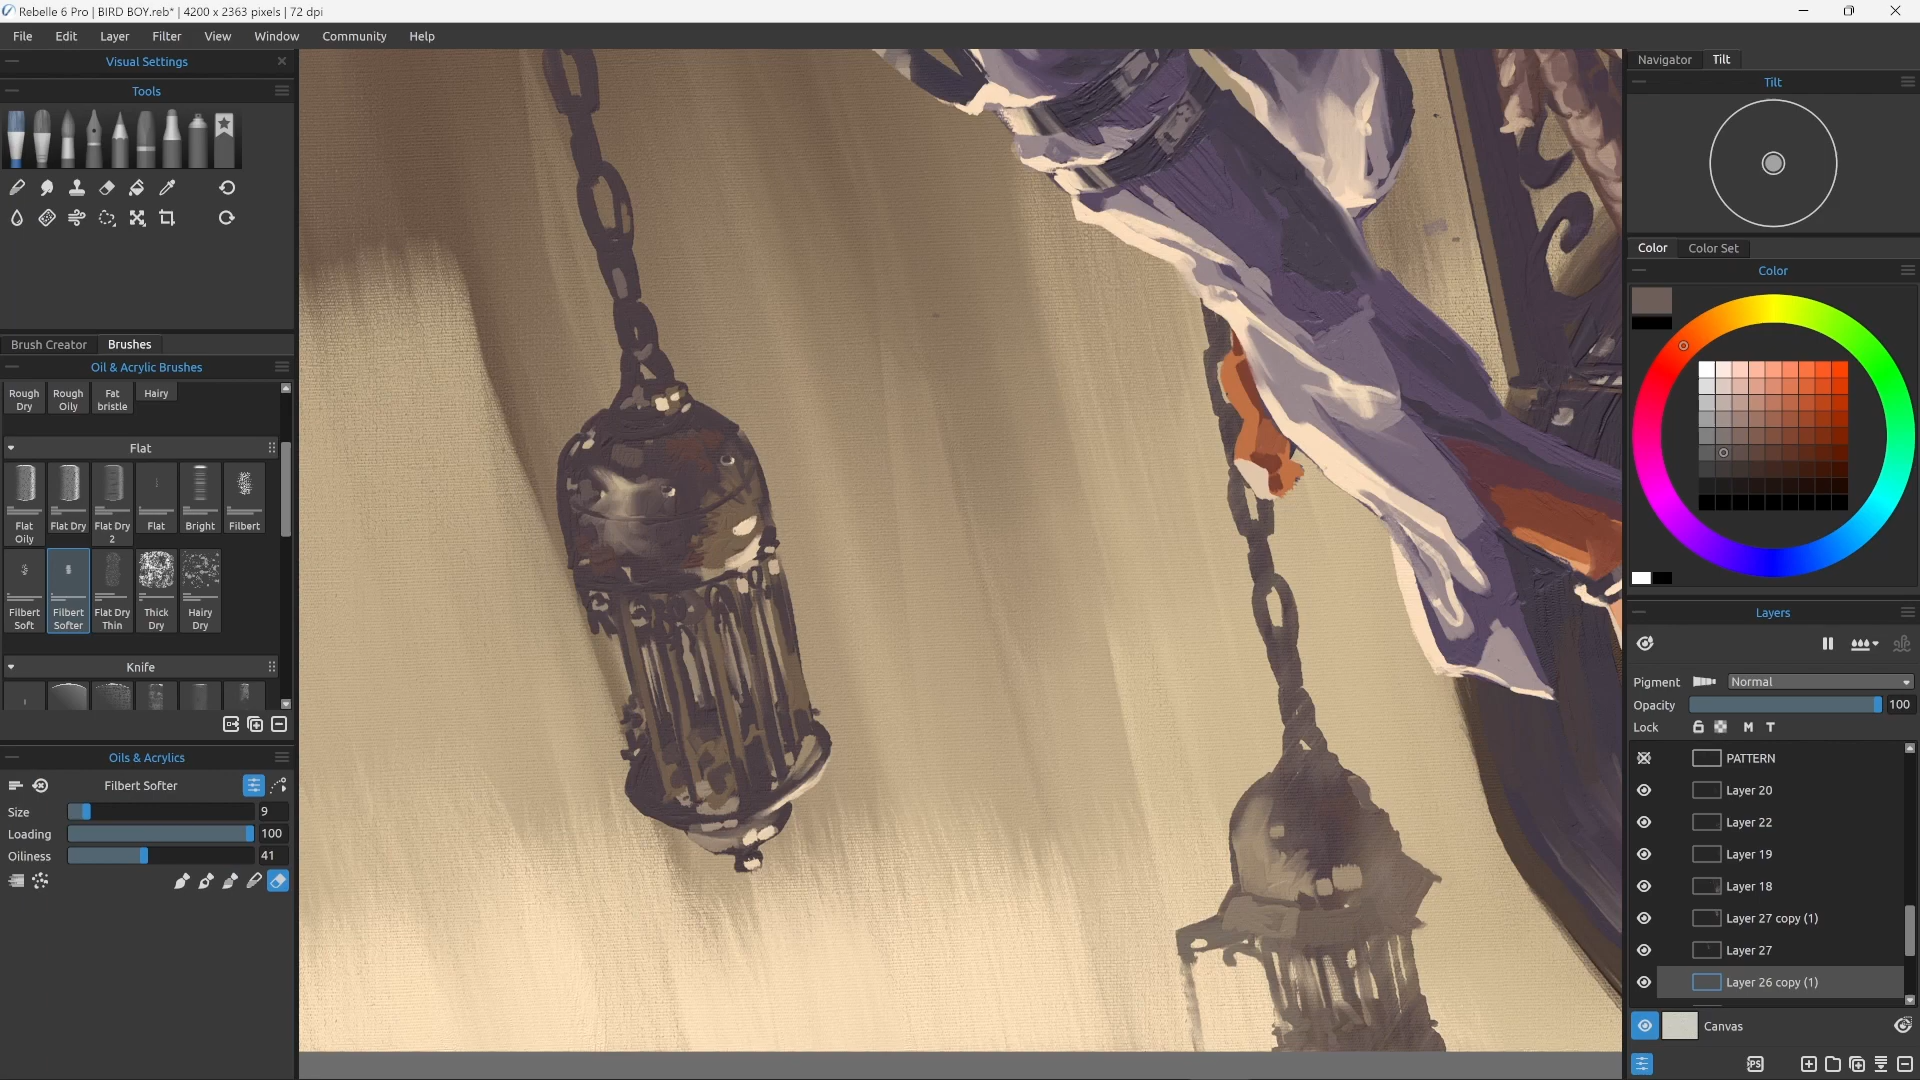 Rebelle 6 Pro | BIRD BOY.reb* | 4200 x 2363 pixels | 72 dpi
File Edit Layer Filter View Window Community Help
Visual Settings
Tools
Brush Creator Brushes
Oil & Acrylic Brushes
Rough Dry
Rough Oily
Fat bristle
Hairy
Flat
Flat Oily
Flat Dry
Flat Dry 2
Flat
Bright
Filbert
Filbert Soft
Filbert Softer
Flat Dry Thin
Thick Dry
Hairy Dry
Knife
Oils & Acrylics
Filbert Softer
Size 9
Loading 100
Oiliness 41
Navigator Tilt
Tilt
Color Color Set
Color
Layers
Pigment Normal
Opacity 100
Lock M T
PATTERN
Layer 20
Layer 22
Layer 19
Layer 18
Layer 27 copy (1)
Layer 27
Layer 26 copy (1)
Canvas
PS